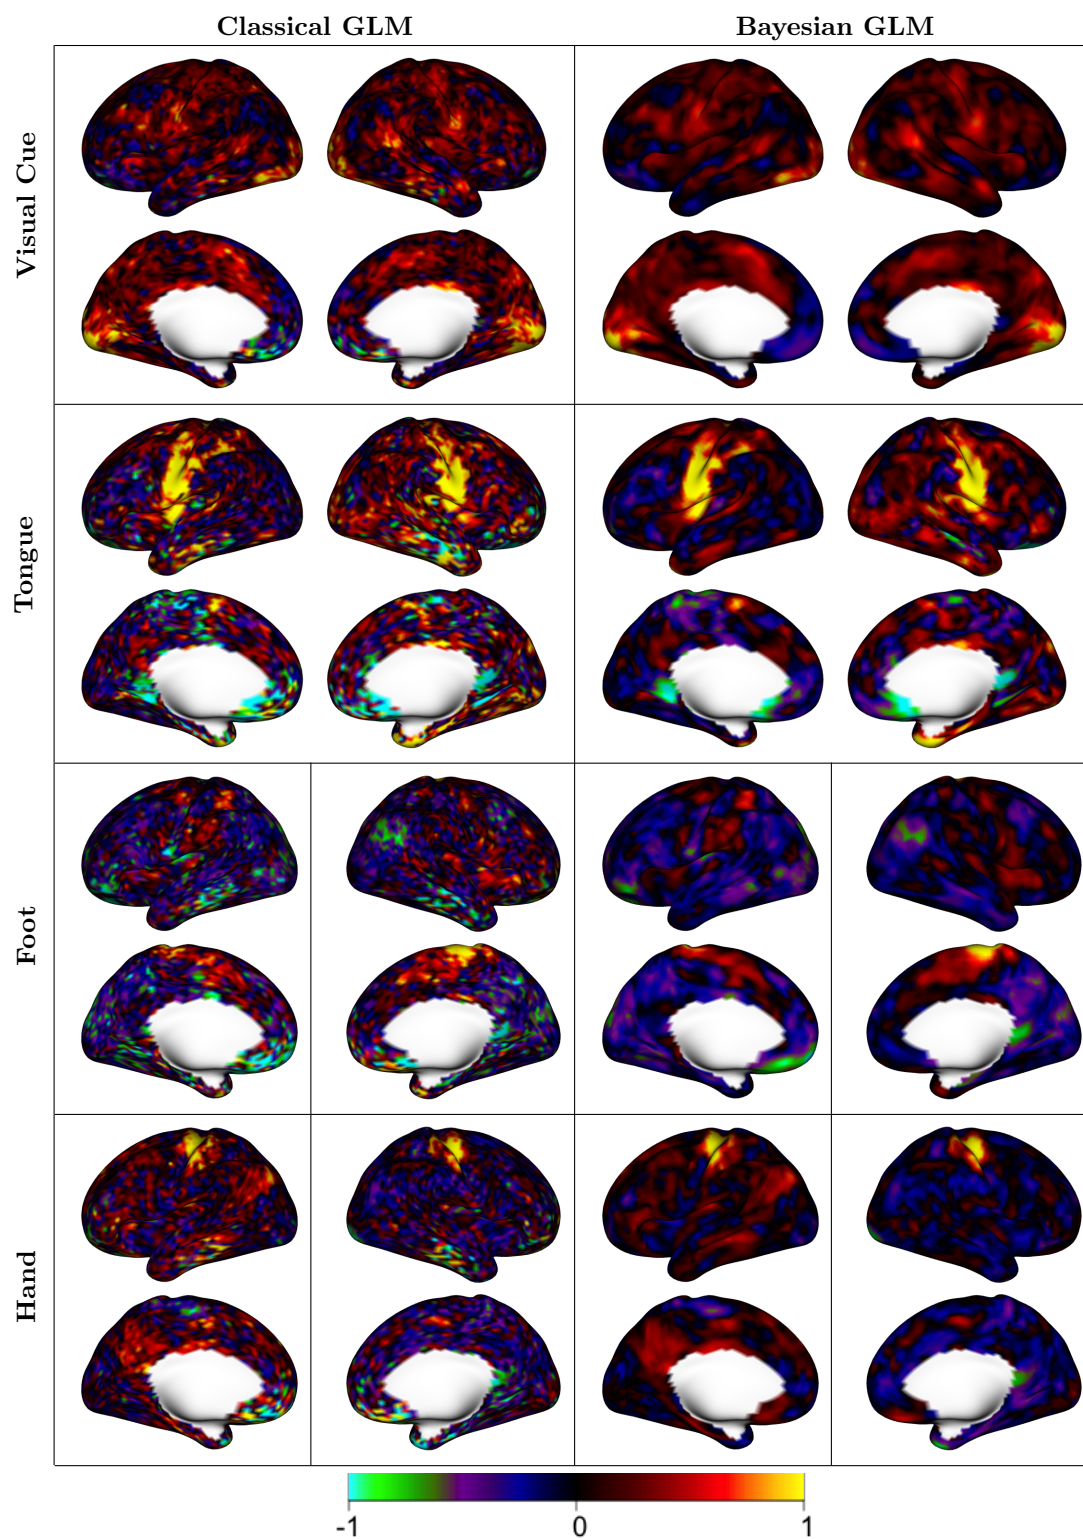 Classical GLM
Bayesian GLM
Visual Cue
Tongue
Foot
Hand
-1
0
1